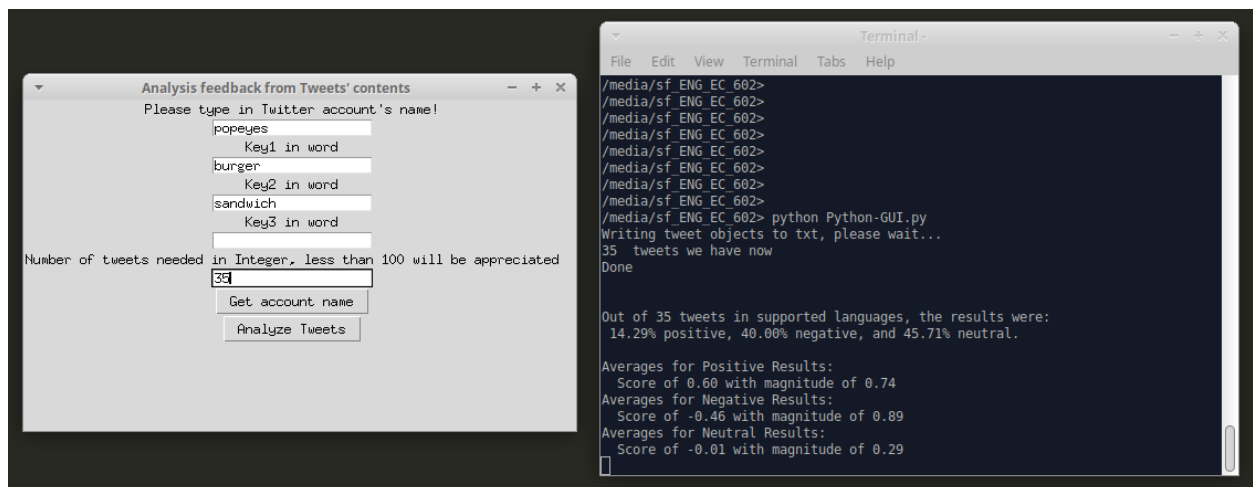 Analysis feedback from Tweets' contents
Please type in Twitter account's name!
popeyes
Key1 in word
burger
Key2 in word
sandwich
Key3 in word
Number of tweets needed in Integer, less than 100 will be appreciated
35
Get account name
Analyze Tweets
Terminal -
File Edit View Terminal Tabs Help
/media/sf_ENG_EC_602>
/media/sf_ENG_EC_602>
/media/sf_ENG_EC_602>
/media/sf_ENG_EC_602>
/media/sf_ENG_EC_602>
/media/sf_ENG_EC_602>
/media/sf_ENG_EC_602>
/media/sf_ENG_EC_602>
/media/sf_ENG_EC_602> python Python-GUI.py
Writing tweet objects to txt, please wait...
35  tweets we have now
Done
Out of 35 tweets in supported languages, the results were:
14.29% positive, 40.00% negative, and 45.71% neutral.
Averages for Positive Results:
Score of 0.60 with magnitude of 0.74
Averages for Negative Results:
Score of -0.46 with magnitude of 0.89
Averages for Neutral Results:
Score of -0.01 with magnitude of 0.29